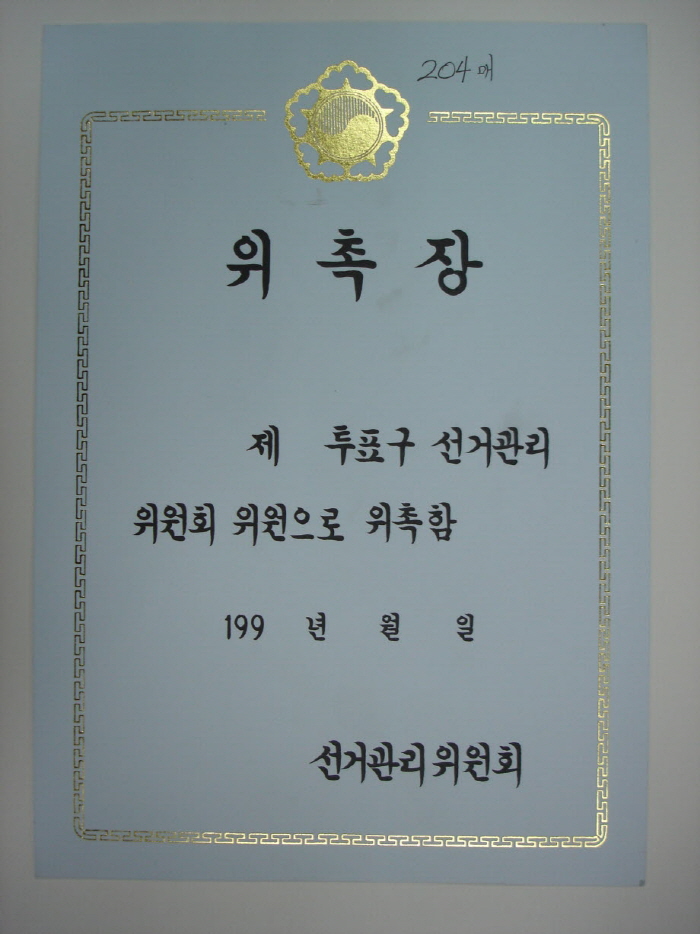 204매
위 촉 장
제 투표구 선거관리
위원회 위원으로 위촉함
199 년 월 일
선거관리위원회